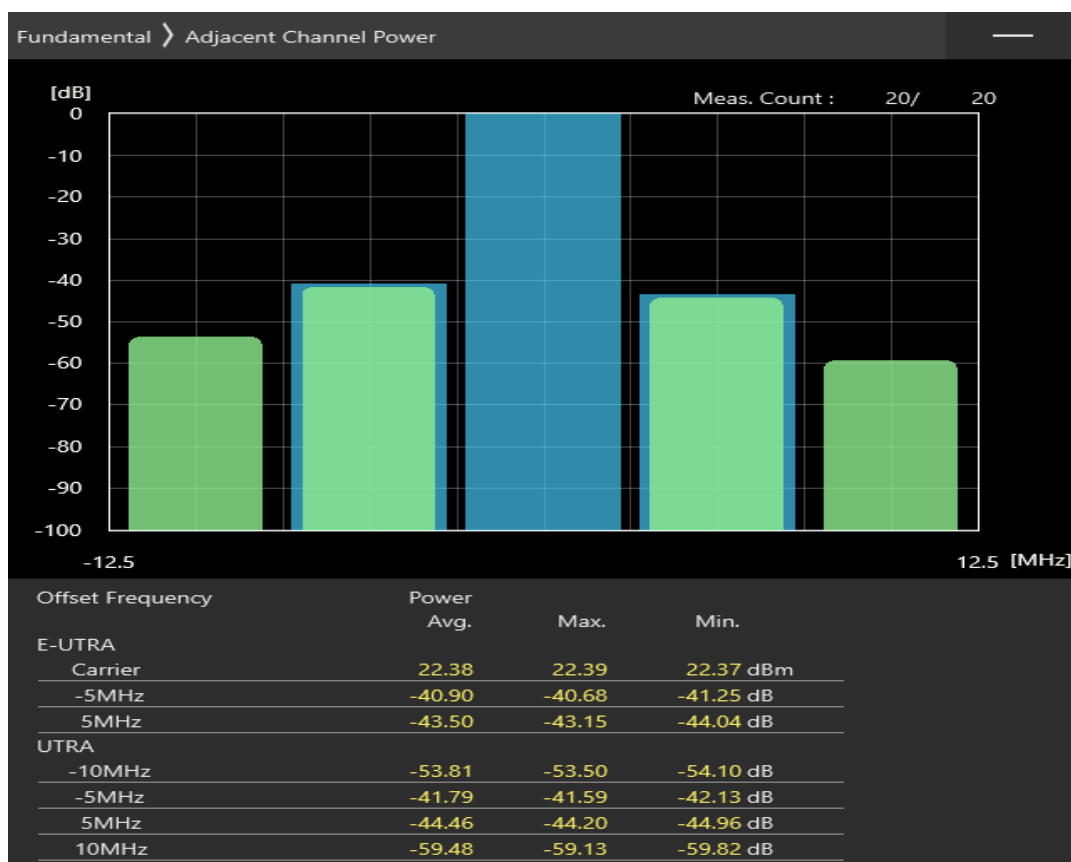 Fundamental ❯ Adjacent Channel Power
[dB]
Meas. Count : 20/ 20
0
-10
-20
-30
-40
-50
-60
-70
-80
-90
-100
-12.5 12.5 [MHz]
Offset Frequency Power
Avg. Max. Min.
E-UTRA
Carrier 22.38 22.39 22.37 dBm
-5MHz -40.90 -40.68 -41.25 dB
5MHz -43.50 -43.15 -44.04 dB
UTRA
-10MHz -53.81 -53.50 -54.10 dB
-5MHz -41.79 -41.59 -42.13 dB
5MHz -44.46 -44.20 -44.96 dB
10MHz -59.48 -59.13 -59.82 dB